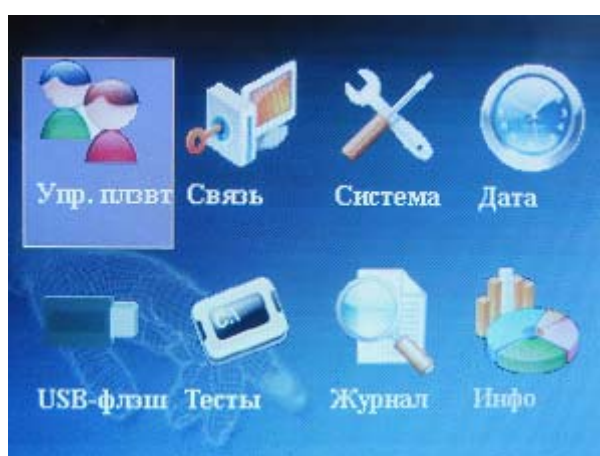 Упр. плзвт Связь Система Дата
USB-флэш Тесты Журнал Инфо